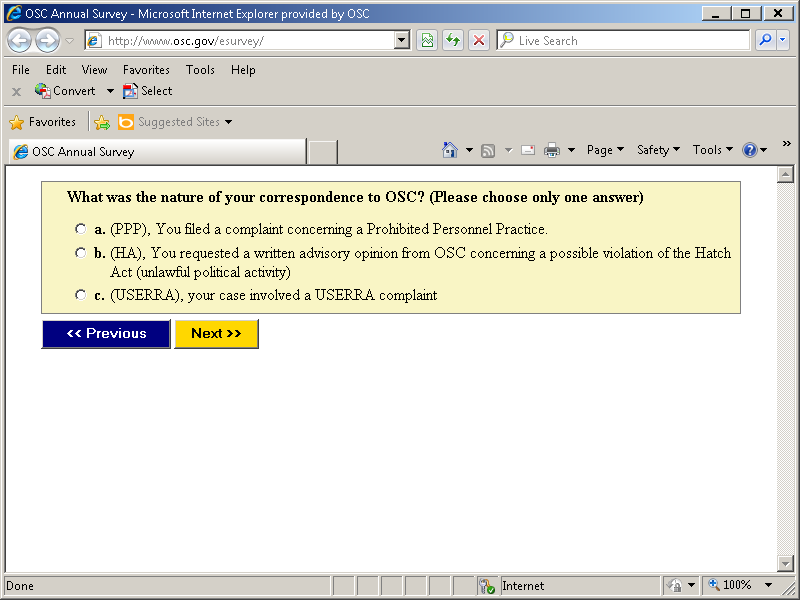 OSC Annual Survey - Microsoft Internet Explorer provided by OSC
http://www.osc.gov/esurvey/
Live Search
File Edit View Favorites Tools Help
x Convert Select
Favorites Suggested Sites
OSC Annual Survey
Page Safety Tools »
What was the nature of your correspondence to OSC? (Please choose only one answer)
a. (PPP), You filed a complaint concerning a Prohibited Personnel Practice.
b. (HA), You requested a written advisory opinion from OSC concerning a possible violation of the Hatch
Act (unlawful political activity)
c. (USERRA), your case involved a USERRA complaint
<< Previous Next >>
Done Internet 100%